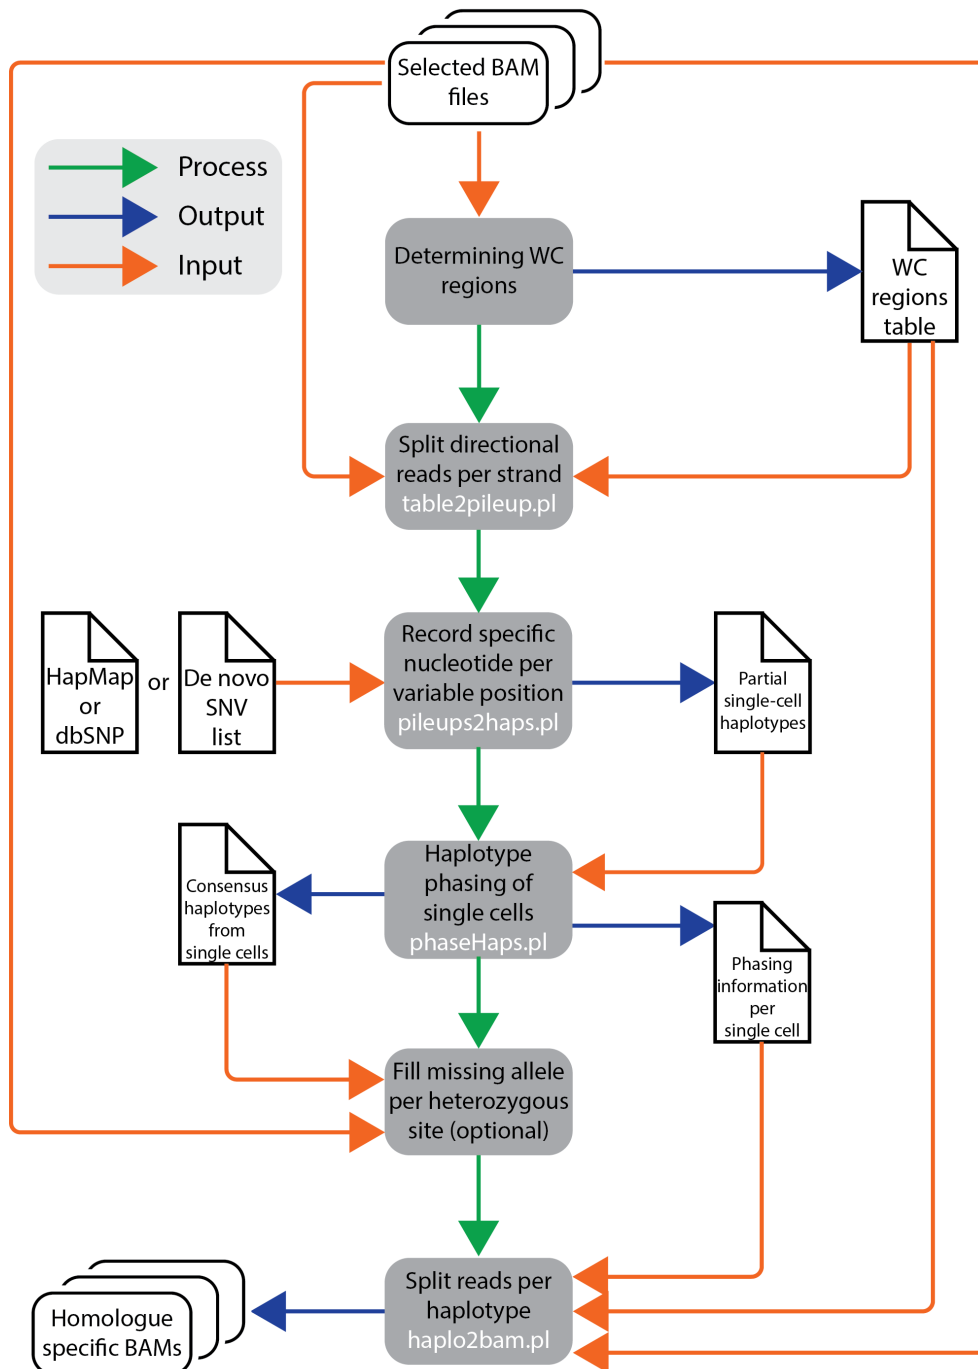 Selected BAM
files
Process
Output
Input
Determining WC
regions
WC
regions
table
Split directional
reads per strand
table2pileup.pl
HapMap
or
dbSNP
or
De novo
SNV
list
Record specific
nucleotide per
variable position
pileups2haps.pl
Partial
single-cell
haplotypes
Consensus
haplotypes
from
single cells
Haplotype
phasing of
single cells
phaseHaps.pl
Phasing
information
per
single cell
Fill missing allele
per heterozygous
site (optional)
Split reads per
haplotype
haplo2bam.pl
Homologue
specific BAMs